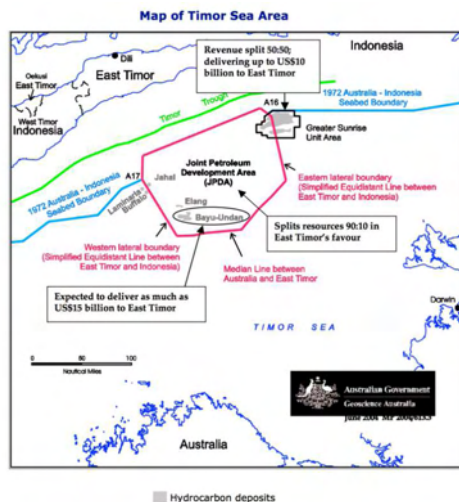 Map of Timor Sea Area
Revenue split 50:50;
delivering up to US$10
billion to East Timor
Indonesia
Dili
East Timor
Oekusi
East Timor
West Timor
Indonesia
Timor Trough
A16
1972 Australia - Indonesia
Seabed Boundary
Greater Sunrise
Unit Area
Joint Petroleum
Development Area
(JPDA)
A17
Jahal
Laminaria-
Buffalo
Elang
Bayu-Undan
1972 Australia - Indonesia
Seabed Boundary
Eastern lateral boundary
(Simplified Equidistant Line between
East Timor and Indonesia)
Splits resources 90:10 in
East Timor's favour
Western lateral boundary
(Simplified Equidistant Line between
East Timor and Indonesia)
Median Line between
Australia and East Timor
Expected to deliver as much as
US$15 billion to East Timor
Darwin
TIMOR SEA
0 50 100
Nautical Miles
Australian Government
Geoscience Australia
June 2004
Australia
Hydrocarbon deposits